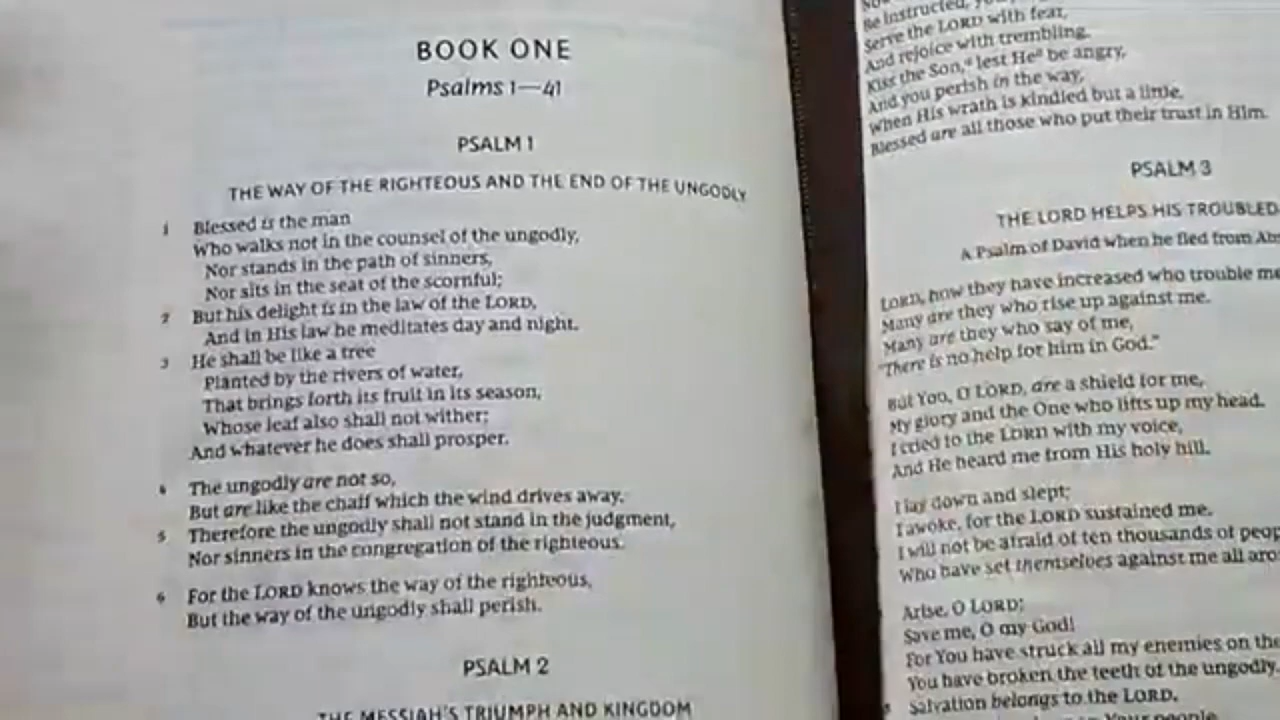 BOOK ONE
Psalms 1—41
PSALM 1
THE WAY OF THE RIGHTEOUS AND THE END OF THE UNGODLY
1 Blessed is the man
Who walks not in the counsel of the ungodly,
Nor stands in the path of sinners,
Nor sits in the seat of the scornful;
2 But his delight is in the law of the LORD,
And in His law he meditates day and night.
3 He shall be like a tree
Planted by the rivers of water,
That brings forth its fruit in its season,
Whose leaf also shall not wither;
And whatever he does shall prosper.
4 The ungodly are not so,
But are like the chaff which the wind drives away.
5 Therefore the ungodly shall not stand in the judgment,
Nor sinners in the congregation of the righteous.
6 For the LORD knows the way of the righteous,
But the way of the ungodly shall perish.
PSALM 2
THE MESSIAH'S TRIUMPH AND KINGDOM
Be instructed,
Serve the LORD with fear,
And rejoice with trembling.
Kiss the Son,ᵃ lest Heᵃ be angry,
And you perish in the way,
When His wrath is kindled but a little.
Blessed are all those who put their trust in Him.
PSALM 3
THE LORD HELPS HIS TROUBLED
A Psalm of David when he fled from
LORD, how they have increased who trouble me
Many are they who rise up against me.
Many are they who say of me,
"There is no help for him in God."
But You, O LORD, are a shield for me,
My glory and the One who lifts up my head.
I cried to the LORD with my voice,
And He heard me from His holy hill.
I lay down and slept;
I awoke, for the LORD sustained me.
I will not be afraid of ten thousands of
Who have set themselves against me all
Arise, O LORD;
Save me, O my God!
For You have struck all my enemies on the
You have broken the teeth of the ungodly.
Salvation belongs to the LORD.
Your people.